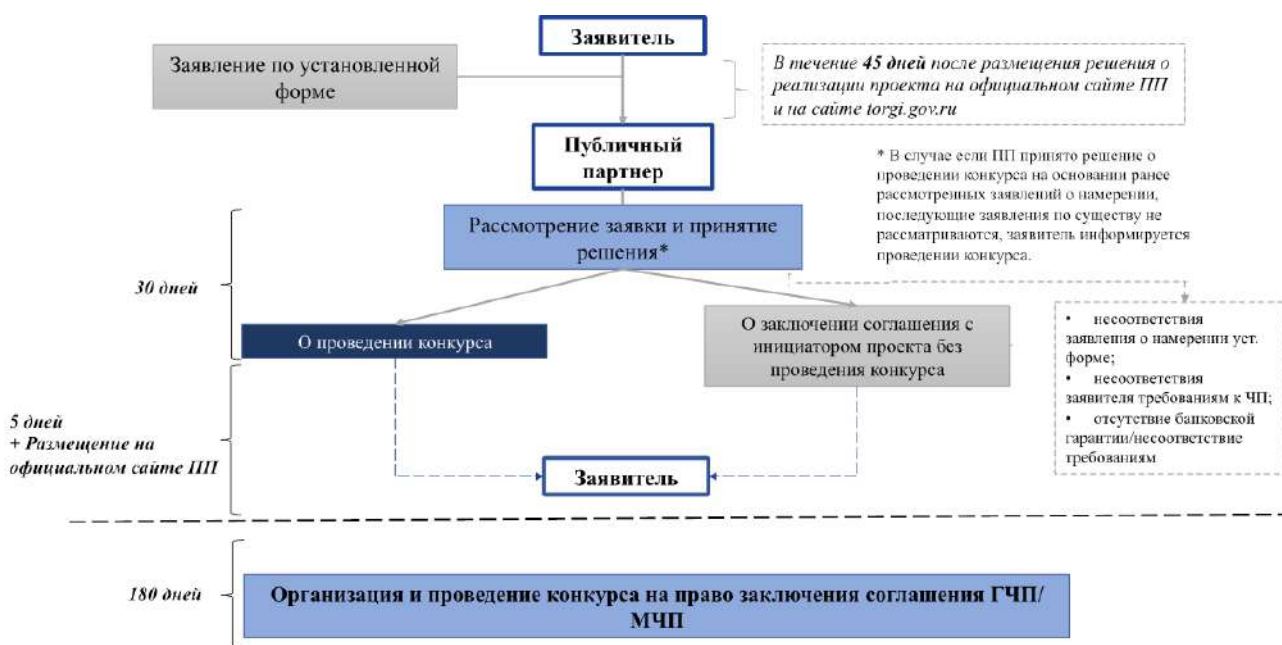 Заявитель
Заявление по установленной
форме
В течение 45 дней после размещения решения о
реализации проекта на официальном сайте ПП
и на сайте torgi.gov.ru
Публичный
партнер
* В случае если ПП принято решение о
проведении конкурса на основании ранее
рассмотренных заявлений о намерении,
последующие заявления по существу не
рассматриваются, заявитель информируется
проведении конкурса.
Рассмотрение заявки и принятие
решения*
30 дней
О проведении конкурса
О заключении соглашения с
инициатором проекта без
проведения конкурса
• несоответствия
заявления о намерении уст.
форме;
• несоответствия
заявителя требованиям к ЧП;
• отсутствие банковской
гарантии/несоответствие
требованиям
5 дней
+ Размещение на
официальном сайте ПП
Заявитель
180 дней
Организация и проведение конкурса на право заключения соглашения ГЧП/
МЧП